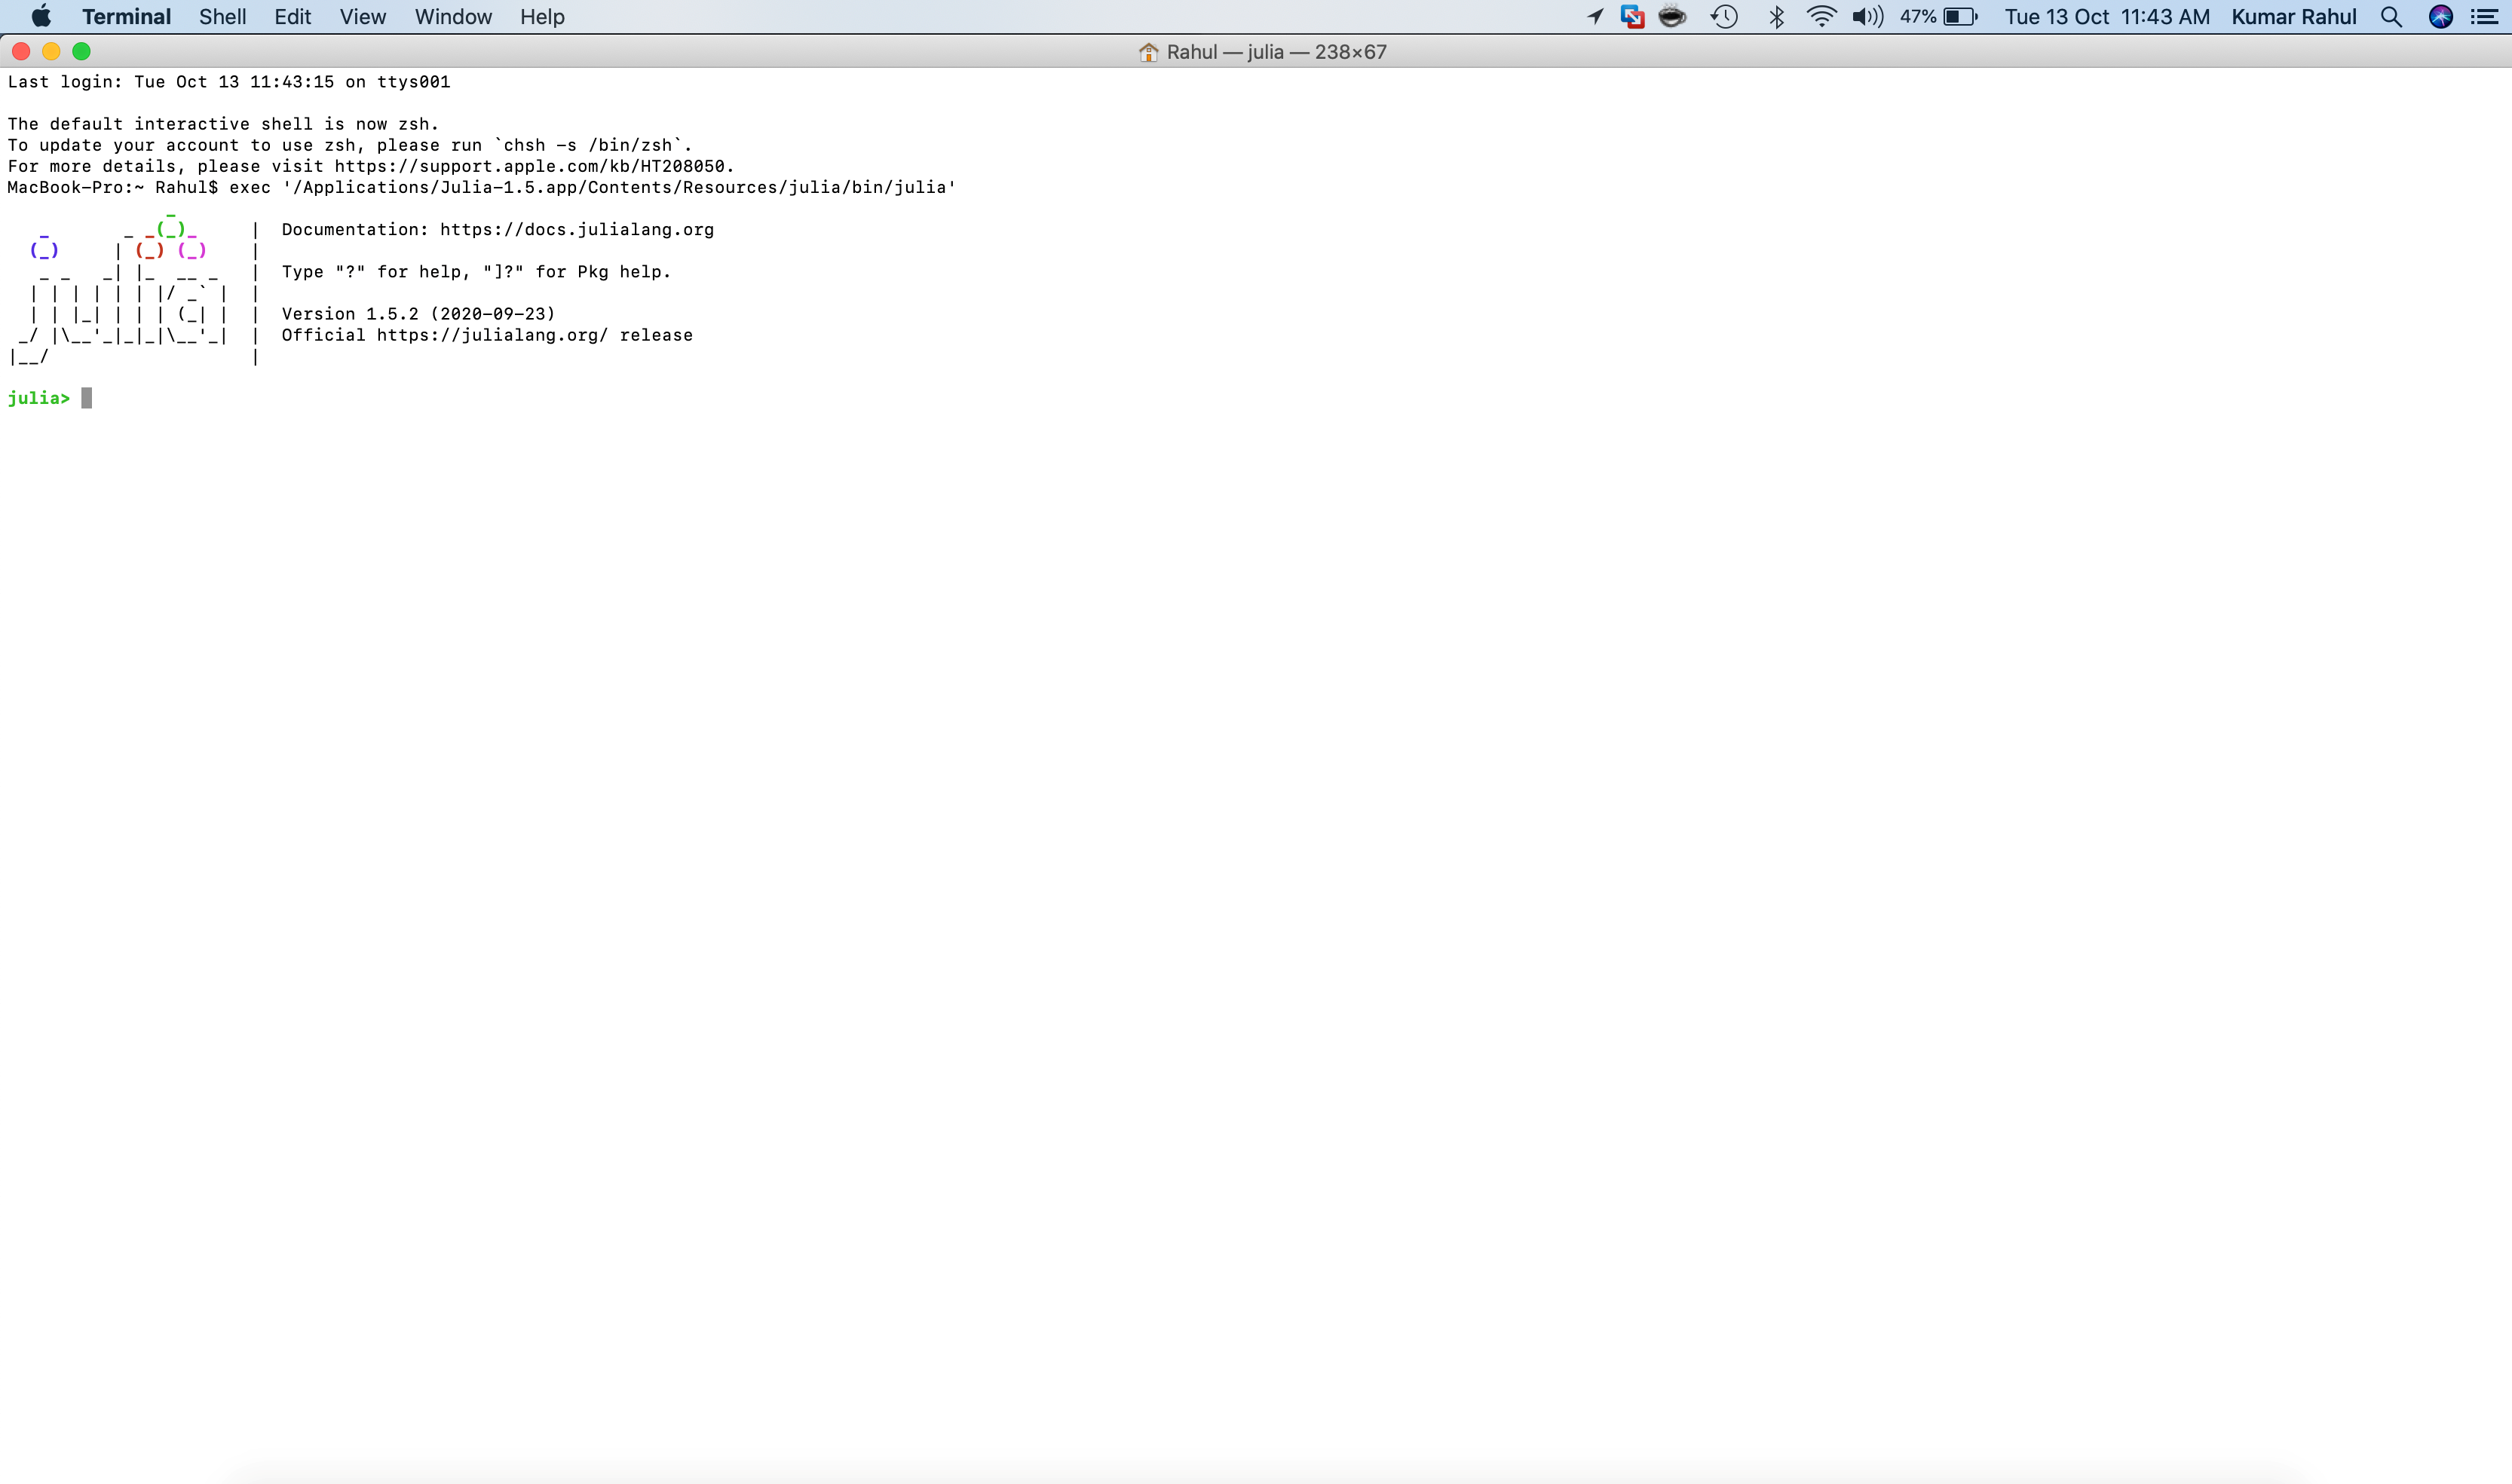 Terminal Shell Edit View Window Help 47% Tue 13 Oct 11:43 AM Kumar Rahul
Rahul — julia — 238×67
Last login: Tue Oct 13 11:43:15 on ttys001
The default interactive shell is now zsh.
To update your account to use zsh, please run `chsh -s /bin/zsh`.
For more details, please visit https://support.apple.com/kb/HT208050.
MacBook-Pro:~ Rahul$ exec '/Applications/Julia-1.5.app/Contents/Resources/julia/bin/julia'
               _
   _       _ _(_)_     |  Documentation: https://docs.julialang.org
  (_)     | (_) (_)    |
   _ _   _| |_  __ _   |  Type "?" for help, "]?" for Pkg help.
  | | | | | | |/ _` |  |
  | | |_| | | | (_| |  |  Version 1.5.2 (2020-09-23)
 _/ |\__'_|_|_|\__'_|  |  Official https://julialang.org/ release
|__/                   |
julia>